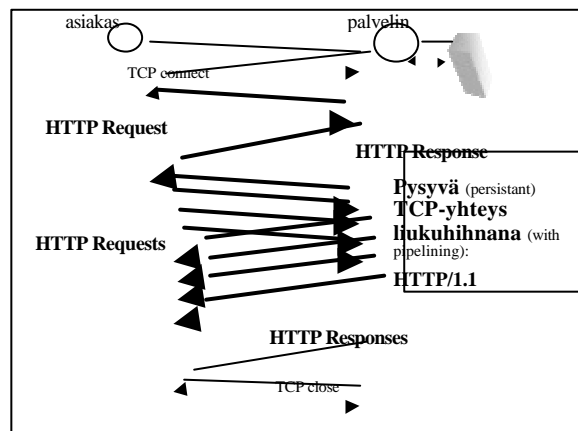 asiakas
palvelin
TCP connect
HTTP Request
HTTP Response
Pysyvä (persistant)
TCP-yhteys
liukuhihnana (with
pipelining):
HTTP/1.1
HTTP Requests
HTTP Responses
TCP close